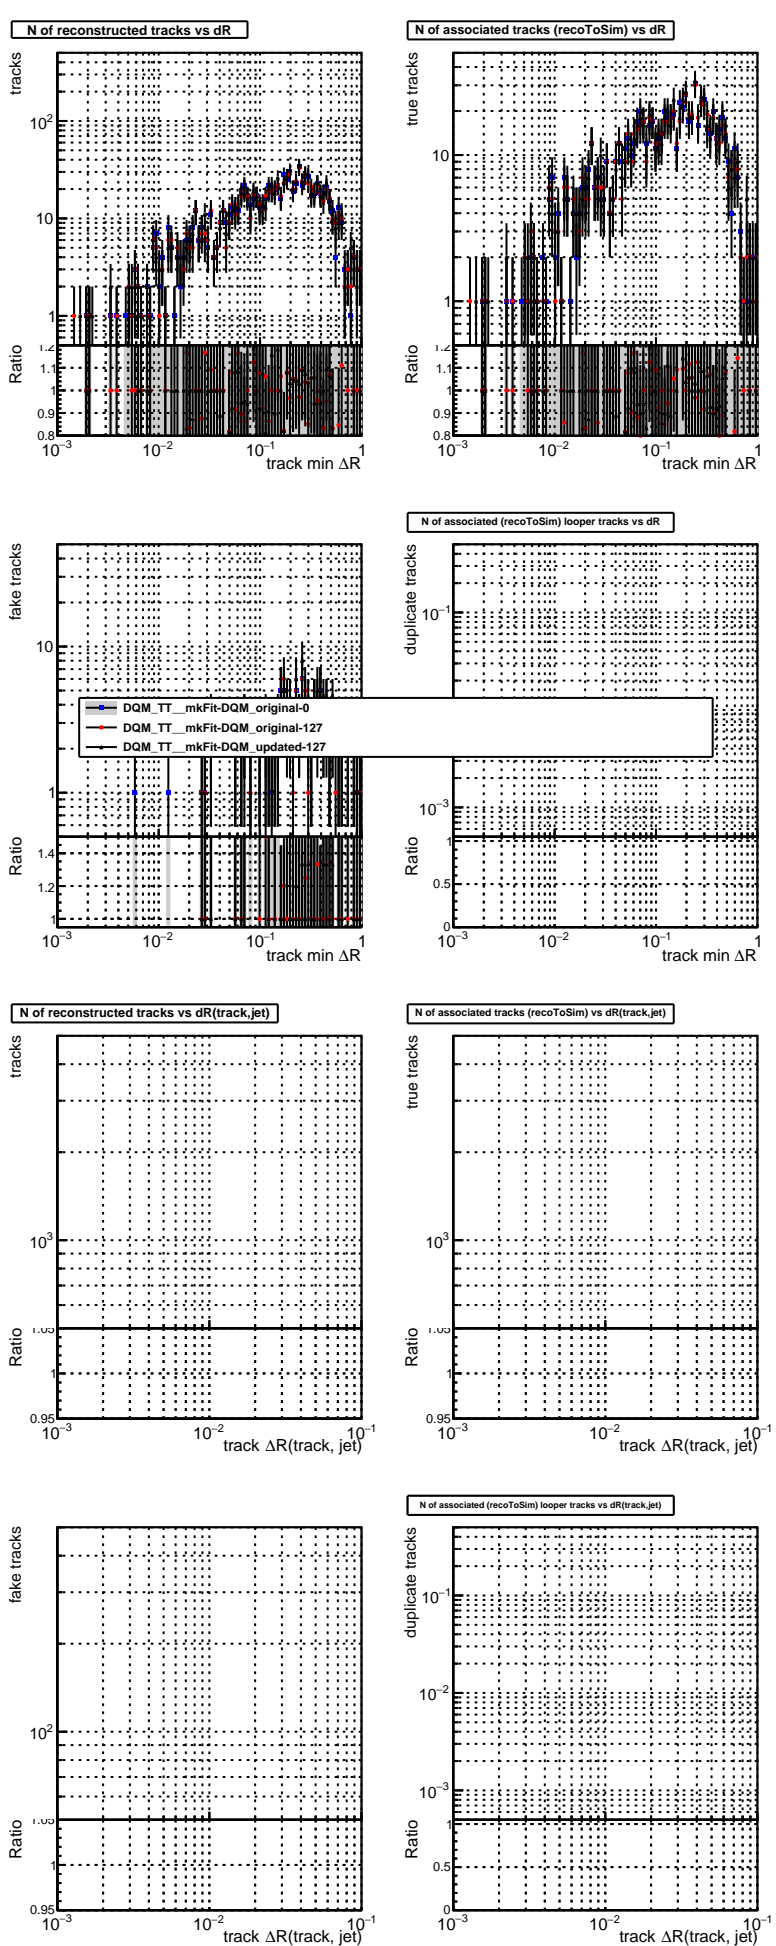 N of reconstructed tracks vs dR
tracks
10²
10
1
Ratio
1.2
1.1
1
0.9
0.8
10⁻³
10⁻²
10⁻¹
1
track min ΔR
N of associated tracks (recoToSim) vs dR
true tracks
10
1
Ratio
1.2
1.1
1
0.9
0.8
10⁻³
10⁻²
10⁻¹
1
track min ΔR
fake tracks
10
1
Ratio
1.4
1.2
1
10⁻³
10⁻²
10⁻¹
1
track min ΔR
N of associated (recoToSim) looper tracks vs dR
duplicate tracks
10⁻¹
10⁻³
Ratio
1
0.5
0
10⁻³
10⁻²
10⁻¹
1
track min ΔR
DQM_TT__mkFit-DQM_original-0
DQM_TT__mkFit-DQM_original-127
DQM_TT__mkFit-DQM_updated-127
N of reconstructed tracks vs dR(track,jet)
tracks
10³
Ratio
1.05
1
0.95
10⁻³
10⁻²
10⁻¹
track ΔR(track, jet)
N of associated tracks (recoToSim) vs dR(track,jet)
true tracks
10³
Ratio
1.05
1
0.95
10⁻³
10⁻²
10⁻¹
track ΔR(track, jet)
fake tracks
10²
Ratio
1.05
1
0.95
10⁻³
10⁻²
10⁻¹
track ΔR(track, jet)
N of associated (recoToSim) looper tracks vs dR(track,jet)
duplicate tracks
10⁻¹
10⁻²
10⁻³
Ratio
1
0.5
0
10⁻³
10⁻²
10⁻¹
track ΔR(track, jet)